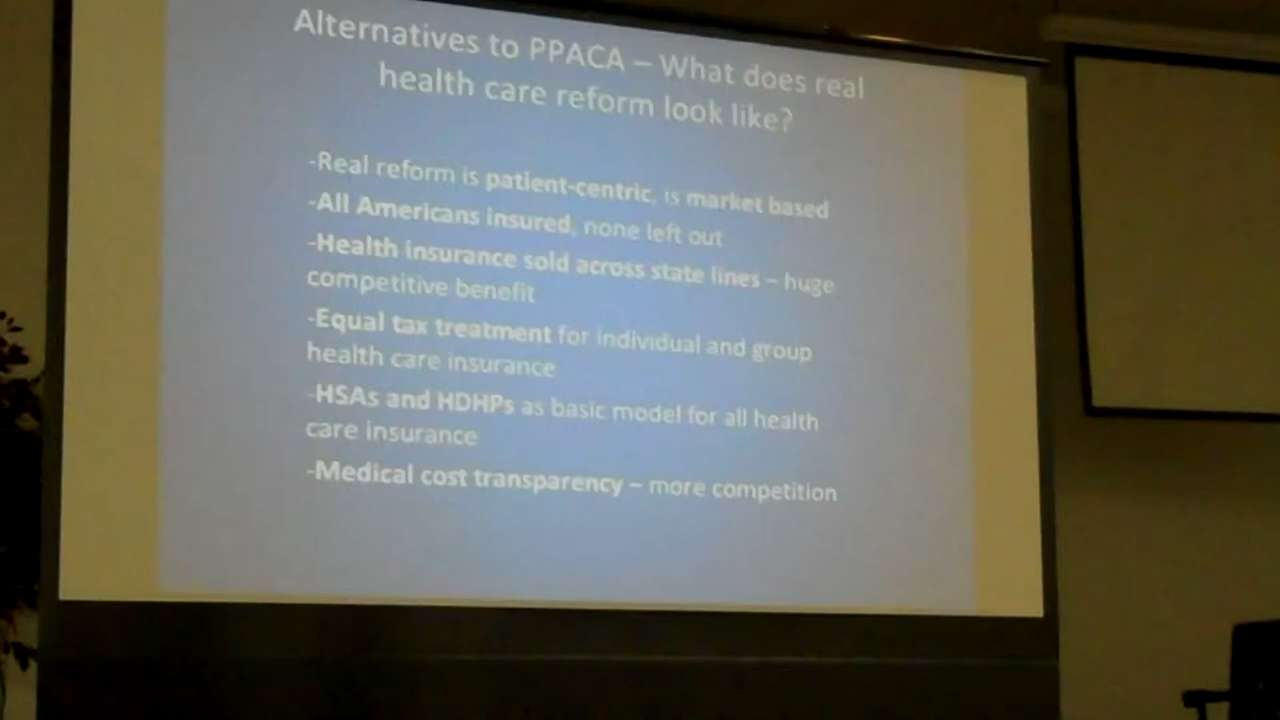 Alternatives to PPACA – What does real
health care reform look like?
-Real reform is patient-centric, is market based
-All Americans insured, none left out
-Health insurance sold across state lines – huge
competitive benefit
-Equal tax treatment for individual and group
health care insurance
-HSAs and HDHPs as basic model for all health
care insurance
-Medical cost transparency – more competition